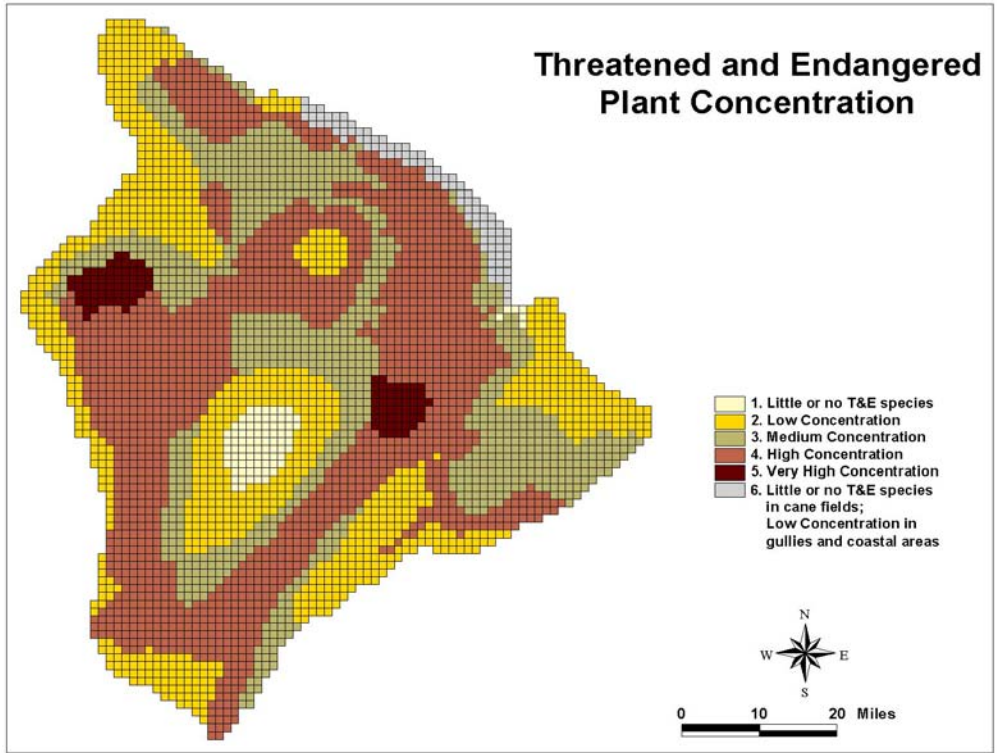 Threatened and Endangered
Plant Concentration
1. Little or no T&E species
2. Low Concentration
3. Medium Concentration
4. High Concentration
5. Very High Concentration
6. Little or no T&E species
in cane fields;
Low Concentration in
gullies and coastal areas
N
W E
S
0 10 20 Miles